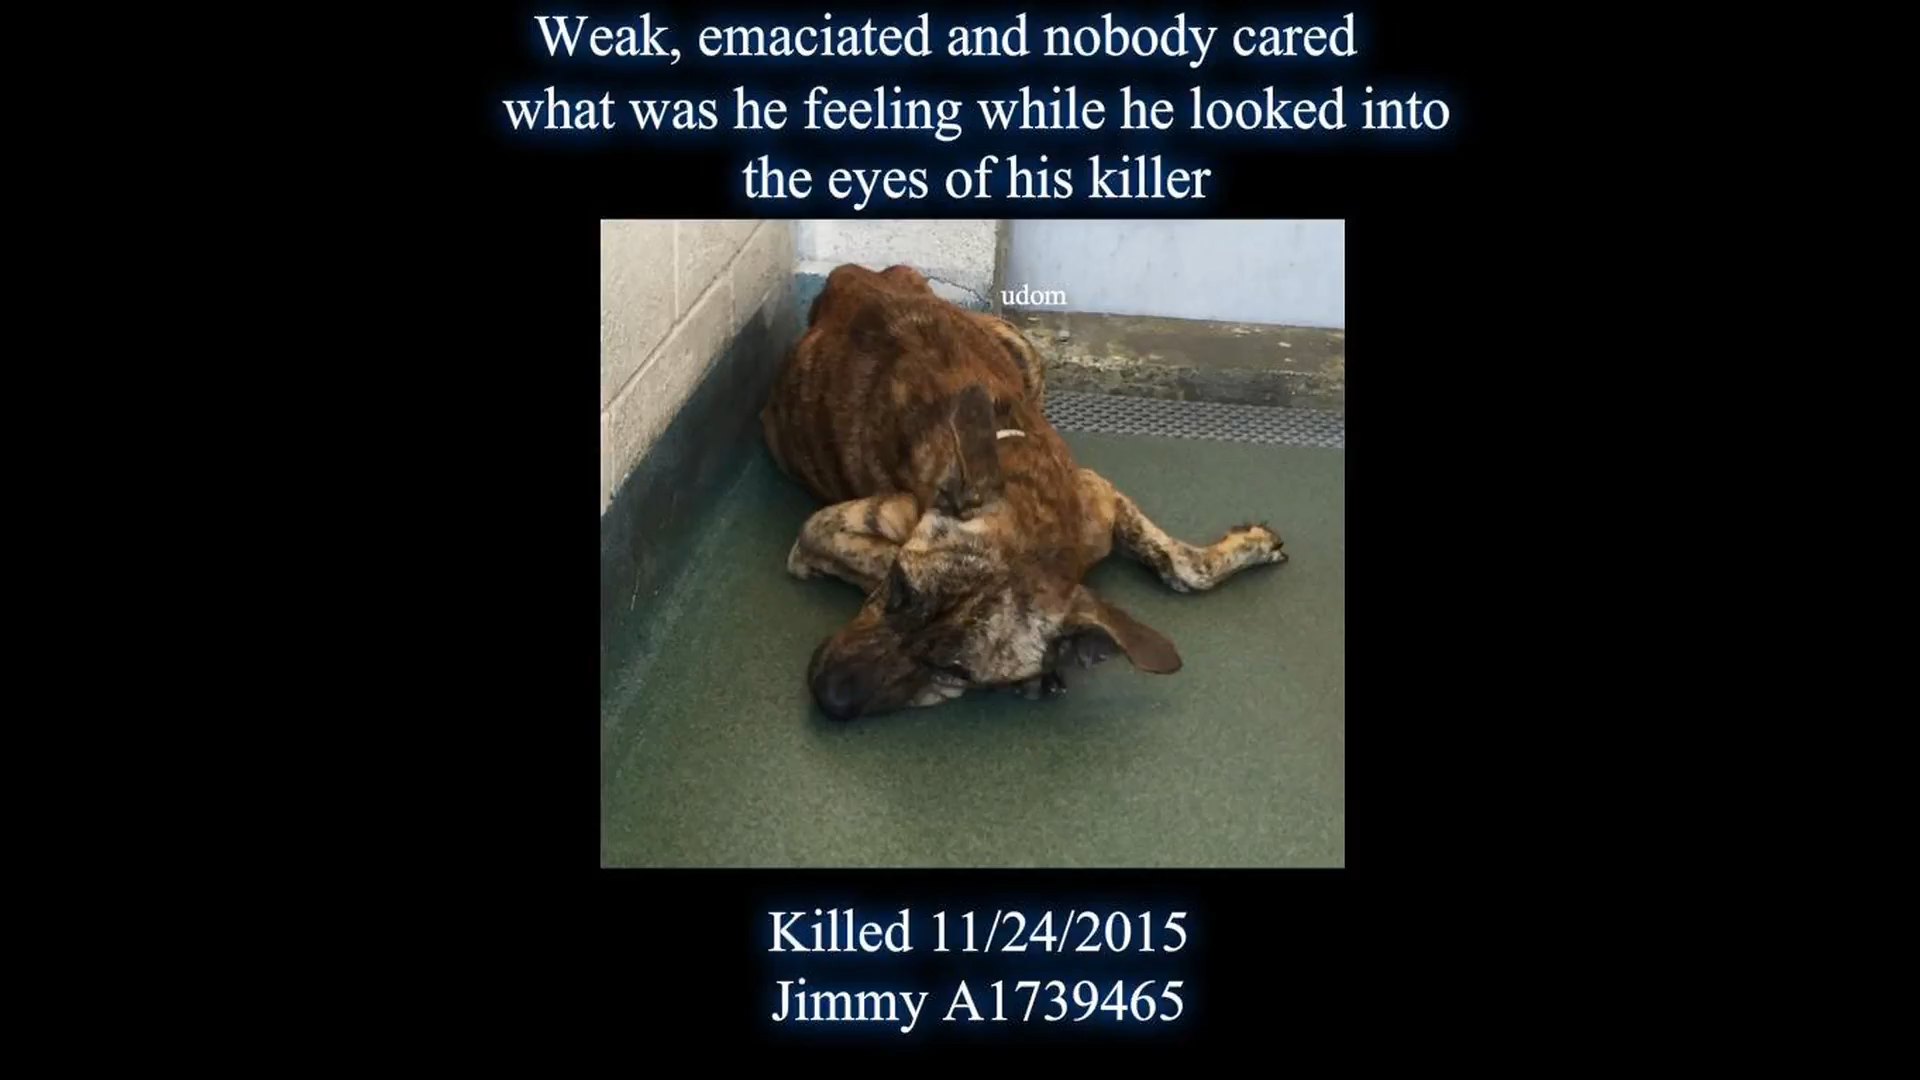 Weak, emaciated and nobody cared
what was he feeling while he looked into
the eyes of his killer
udom
Killed 11/24/2015
Jimmy A1739465